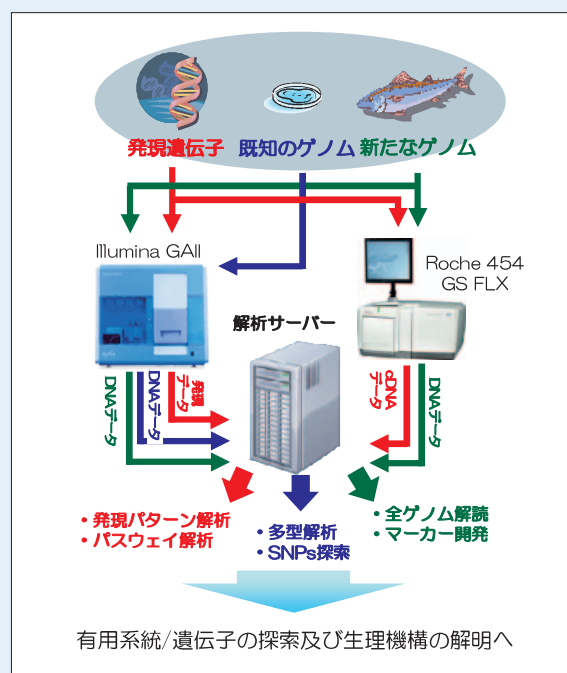 発現遺伝子 既知のゲノム 新たなゲノム
Illumina GAII
Roche 454
GS FLX
解析サーバー
DNAデータ
DNAデータ
発現
データ
cDNA
データ
DNAデータ
・発現パターン解析
・パスウェイ解析
・多型解析
・SNPs探索
・全ゲノム解読
・マーカー開発
有用系統/遺伝子の探索及び生理機構の解明へ